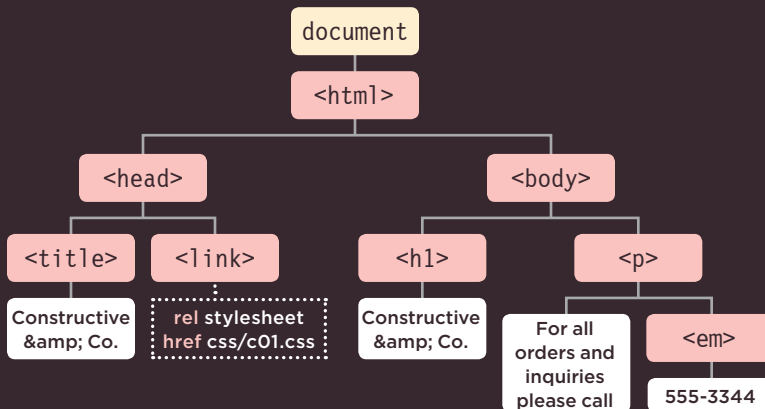 document
<html>
<head>
<body>
<title>
<link>
<h1>
<p>
Constructive
&amp; Co.
rel stylesheet
href css/c01.css
Constructive
&amp; Co.
For all
orders and
inquiries
please call
<em>
555-3344